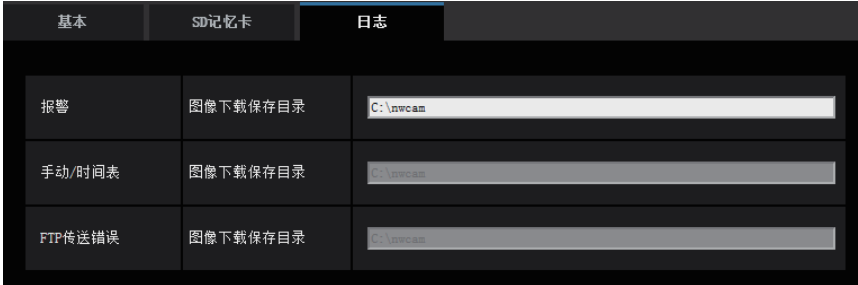 基本 SD记忆卡 日志
报警 图像下载保存目录 C:\nwcam
手动/时间表 图像下载保存目录 C:\nwcam
FTP传送错误 图像下载保存目录 C:\nwcam